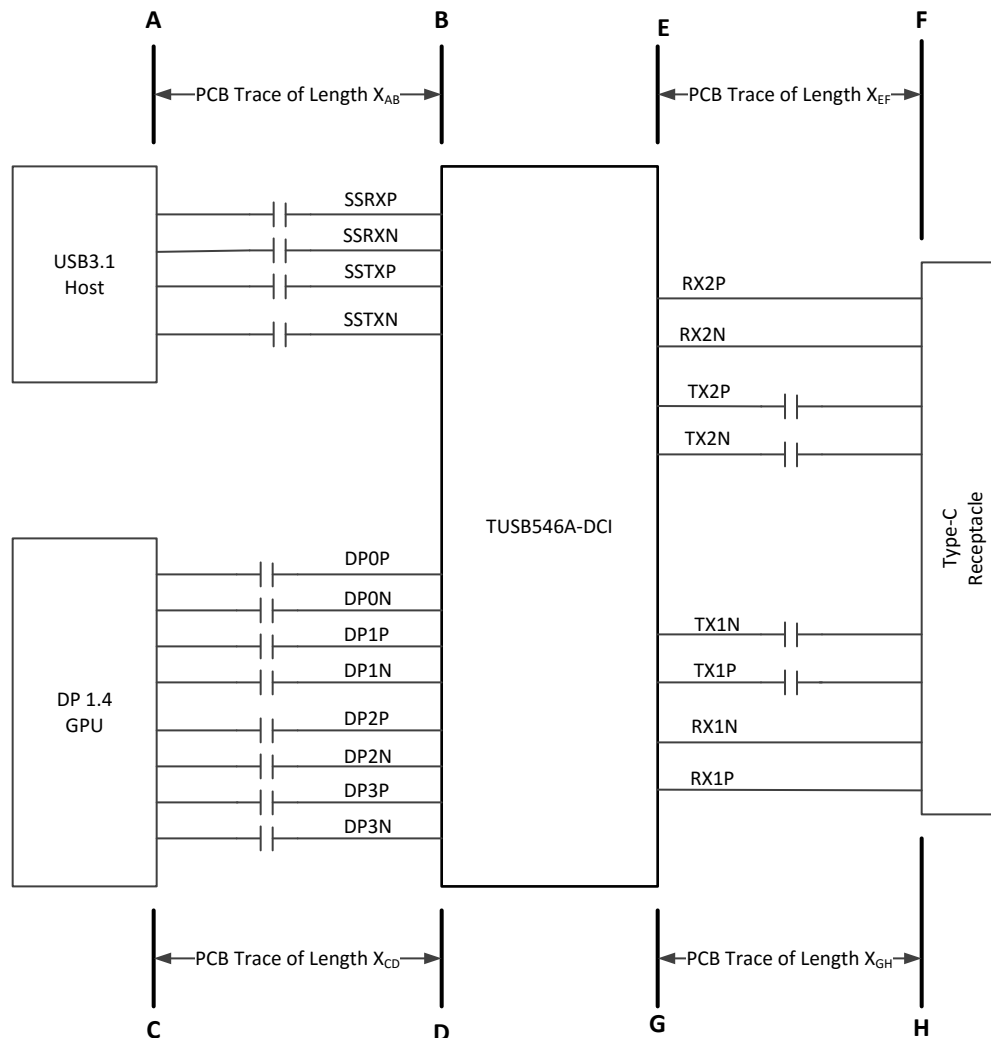 A
B
E
F
PCB Trace of Length XAB
PCB Trace of Length XEF
USB3.1
Host
SSRXP
SSRXN
SSTXP
SSTXN
RX2P
RX2N
TX2P
TX2N
TUSB546A-DCI
Type-C
Receptacle
DP 1.4
GPU
DP0P
DP0N
DP1P
DP1N
DP2P
DP2N
DP3P
DP3N
TX1N
TX1P
RX1N
RX1P
PCB Trace of Length XCD
PCB Trace of Length XGH
C
D
G
H